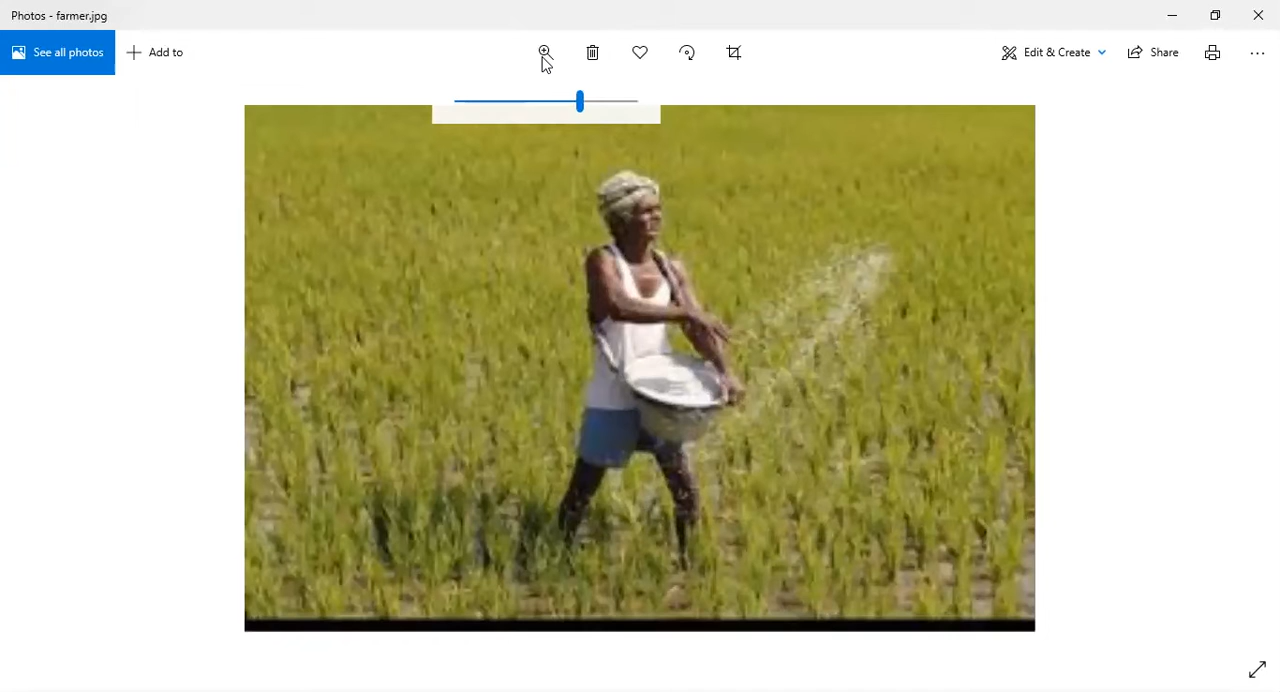 Photos - farmer.jpg
See all photos
Add to
Edit & Create
Share